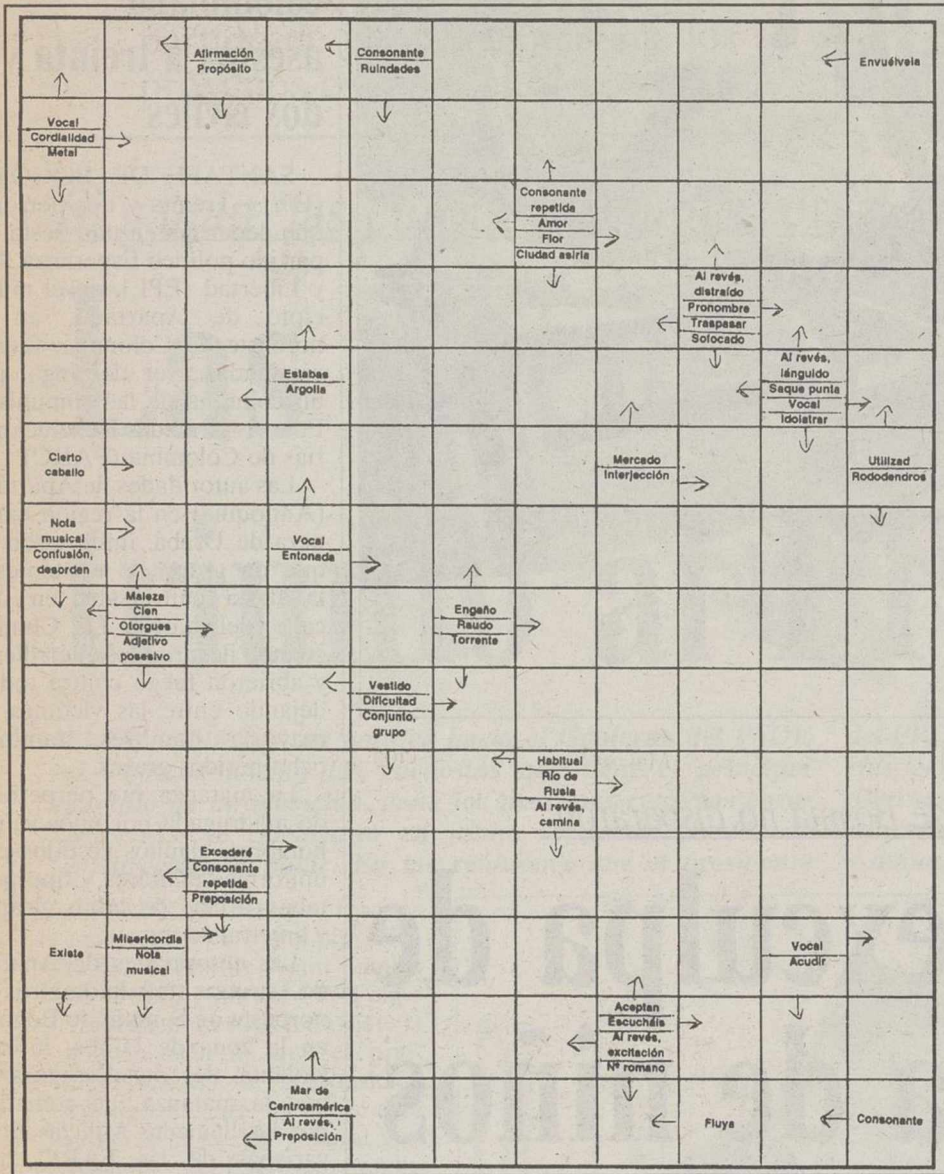 Afirmación
Propósito
Consonante
Ruindades
Envuélvela
Vocal
Cordialidad
Metal
Consonante
repetida
Amor
Flor
Ciudad asiria
Al revés,
distraído
Pronombre
Traspasar
Sofocado
Estabas
Argolla
Al revés,
lánguido
Saque punta
Vocal
Idolatrar
Cierto
caballo
Mercado
Interjección
Utilizad
Rododendros
Nota
musical
Confusión,
desorden
Vocal
Entonada
Maleza
Cien
Otorgues
Adjetivo
posesivo
Engaño
Raudo
Torrente
Vestido
Dificultad
Conjunto,
grupo
Habitual
Río de
Rusia
Al revés,
camina
Excederé
Consonante
repetida
Preposición
Existe
Misericordia
Nota
musical
Vocal
Acudir
Aceptan
Escucháis
Al revés,
excitación
Nº romano
Mar de
Centroamérica
Al revés,
Preposición
Fluya
Consonante